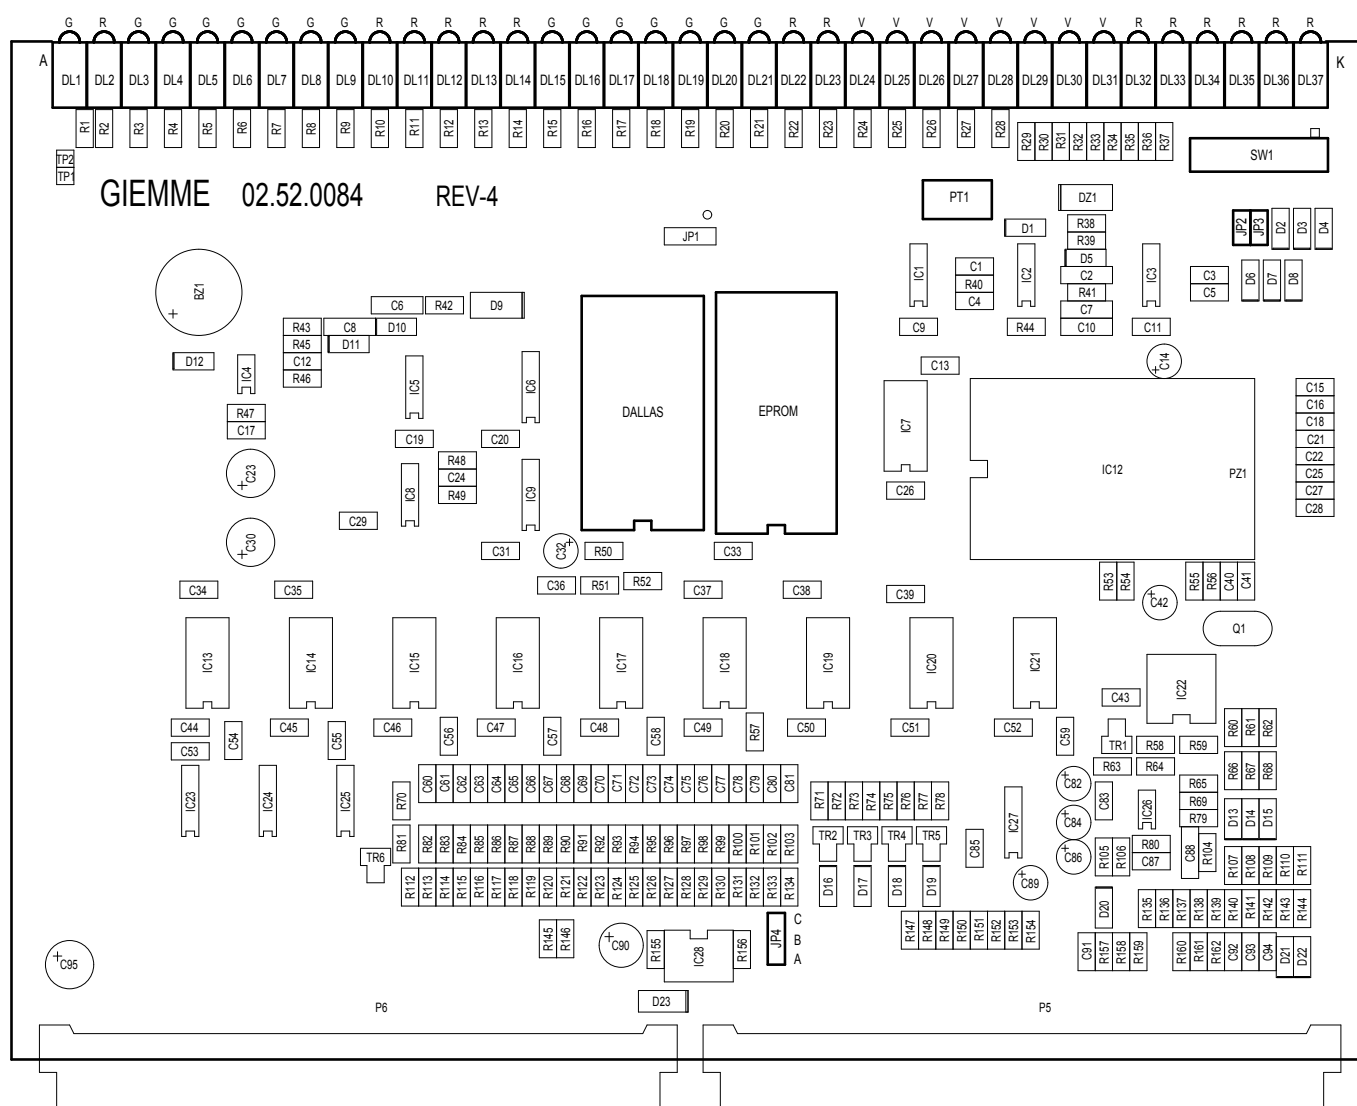 G R G G G G G G G R R R R R G G G G G G G R R V V V V V V V V R R R R R R
A DL1 DL2 DL3 DL4 DL5 DL6 DL7 DL8 DL9 DL10 DL11 DL12 DL13 DL14 DL15 DL16 DL17 DL18 DL19 DL20 DL21 DL22 DL23 DL24 DL25 DL26 DL27 DL28 DL29 DL30 DL31 DL32 DL33 DL34 DL35 DL36 DL37 K
R1 R2 R3 R4 R5 R6 R7 R8 R9 R10 R11 R12 R13 R14 R15 R16 R17 R18 R19 R20 R21 R22 R23 R24 R25 R26 R27 R28 R29 R30 R31 R32 R33 R34 R35 R36 R37
TP2 SW1
TP1
GIEMME 02.52.0084 REV-4 PT1 DZ1
JP1 D1 R38 JP2 JP3 D2 D3 D4
R39
D5
BZ1 IC1 C1 IC2 C2 IC3 C3 D6 D7 D8
R40 R41 C5
C6 R42 D9 C4 C7
R43 C8 D10 C9 R44 C10 C11
R45 D11
D12 C12 C13 C14
IC4 R46 IC5 IC6
R47 DALLAS EPROM IC7 C15
C17 C16
C19 C20 C18
C21
R48 C22
C23 C24 IC12 PZ1 C25
IC8 R49 IC9 C26 C27
C29 C28
C30 C31 C32 R50 C33
C34 C35 C36 R51 R52 C37 C38 C39 R53 R54 C42 R55 R56 C40 C41
Q1
IC13 IC14 IC15 IC16 IC17 IC18 IC19 IC20 IC21 IC22
C43
C44 C54 C45 C55 C46 C56 C47 C57 C48 C58 C49 R57 C50 C51 C52 C59 R60 R61 R62
C53 TR1 R58 R59
R63 R64
IC23 IC24 IC25 R70 C60 C61 C62 C63 C64 C65 C66 C67 C68 C69 C70 C71 C72 C73 C74 C75 C76 C77 C78 C79 C80 C81 R71 R72 R73 R74 R75 R76 R77 R78 C82 C83 R65 R66 R67 R68
IC27 C84 IC26 R69
R79 D13 D14 D15
TR6 R81 R82 R83 R84 R85 R86 R87 R88 R89 R90 R91 R92 R93 R94 R95 R96 R97 R98 R99 R100 R101 R102 R103 TR2 TR3 TR4 TR5 C85 C86 R105 R106 R80 C88 R104
C87 R107 R108 R109 R110 R111
R112 R113 R114 R115 R116 R117 R118 R119 R120 R121 R122 R123 R124 R125 R126 R127 R128 R129 R130 R131 R132 R133 R134 D16 D17 D18 D19 C89
D20 R135 R136 R137 R138 R139 R140 R141 R142 R143 R144
R145 R146 C90 R155 IC28 R156 JP4 C R147 R148 R149 R150 R151 R152 R153 R154
B
A
C95 C91 R157 R158 R159 R160 R161 R162 C92 C93 C94 D21 D22
D23
P6 P5